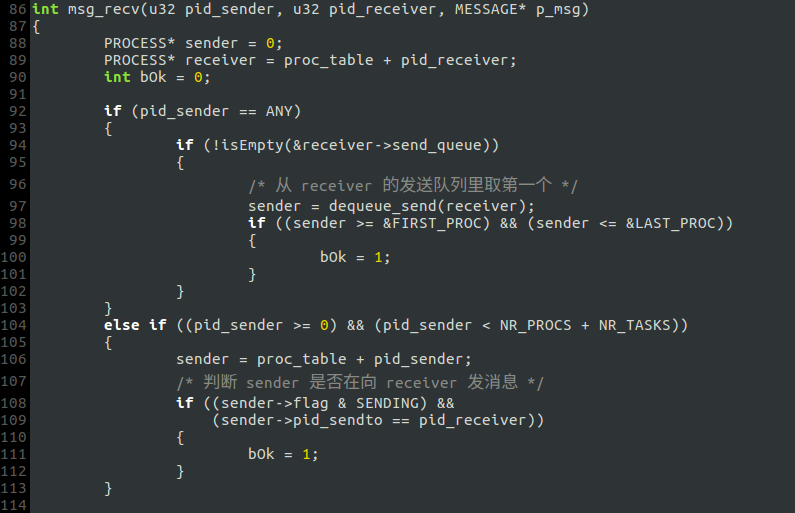 86 int msg_recv(u32 pid_sender, u32 pid_receiver, MESSAGE* p_msg)
87 {
88         PROCESS* sender = 0;
89         PROCESS* receiver = proc_table + pid_receiver;
90         int bOk = 0;
91
92         if (pid_sender == ANY)
93         {
94                 if (!isEmpty(&receiver->send_queue))
95                 {
96                         /* 从 receiver 的发送队列里取第一个 */
97                         sender = dequeue_send(receiver);
98                         if ((sender >= &FIRST_PROC) && (sender <= &LAST_PROC))
99                         {
100                                 bOk = 1;
101                         }
102                 }
103         }
104         else if ((pid_sender >= 0) && (pid_sender < NR_PROCS + NR_TASKS))
105         {
106                 sender = proc_table + pid_sender;
107                 /* 判断 sender 是否在向 receiver 发消息 */
108                 if ((sender->flag & SENDING) &&
109                     (sender->pid_sendto == pid_receiver))
110                 {
111                         bOk = 1;
112                 }
113         }
114